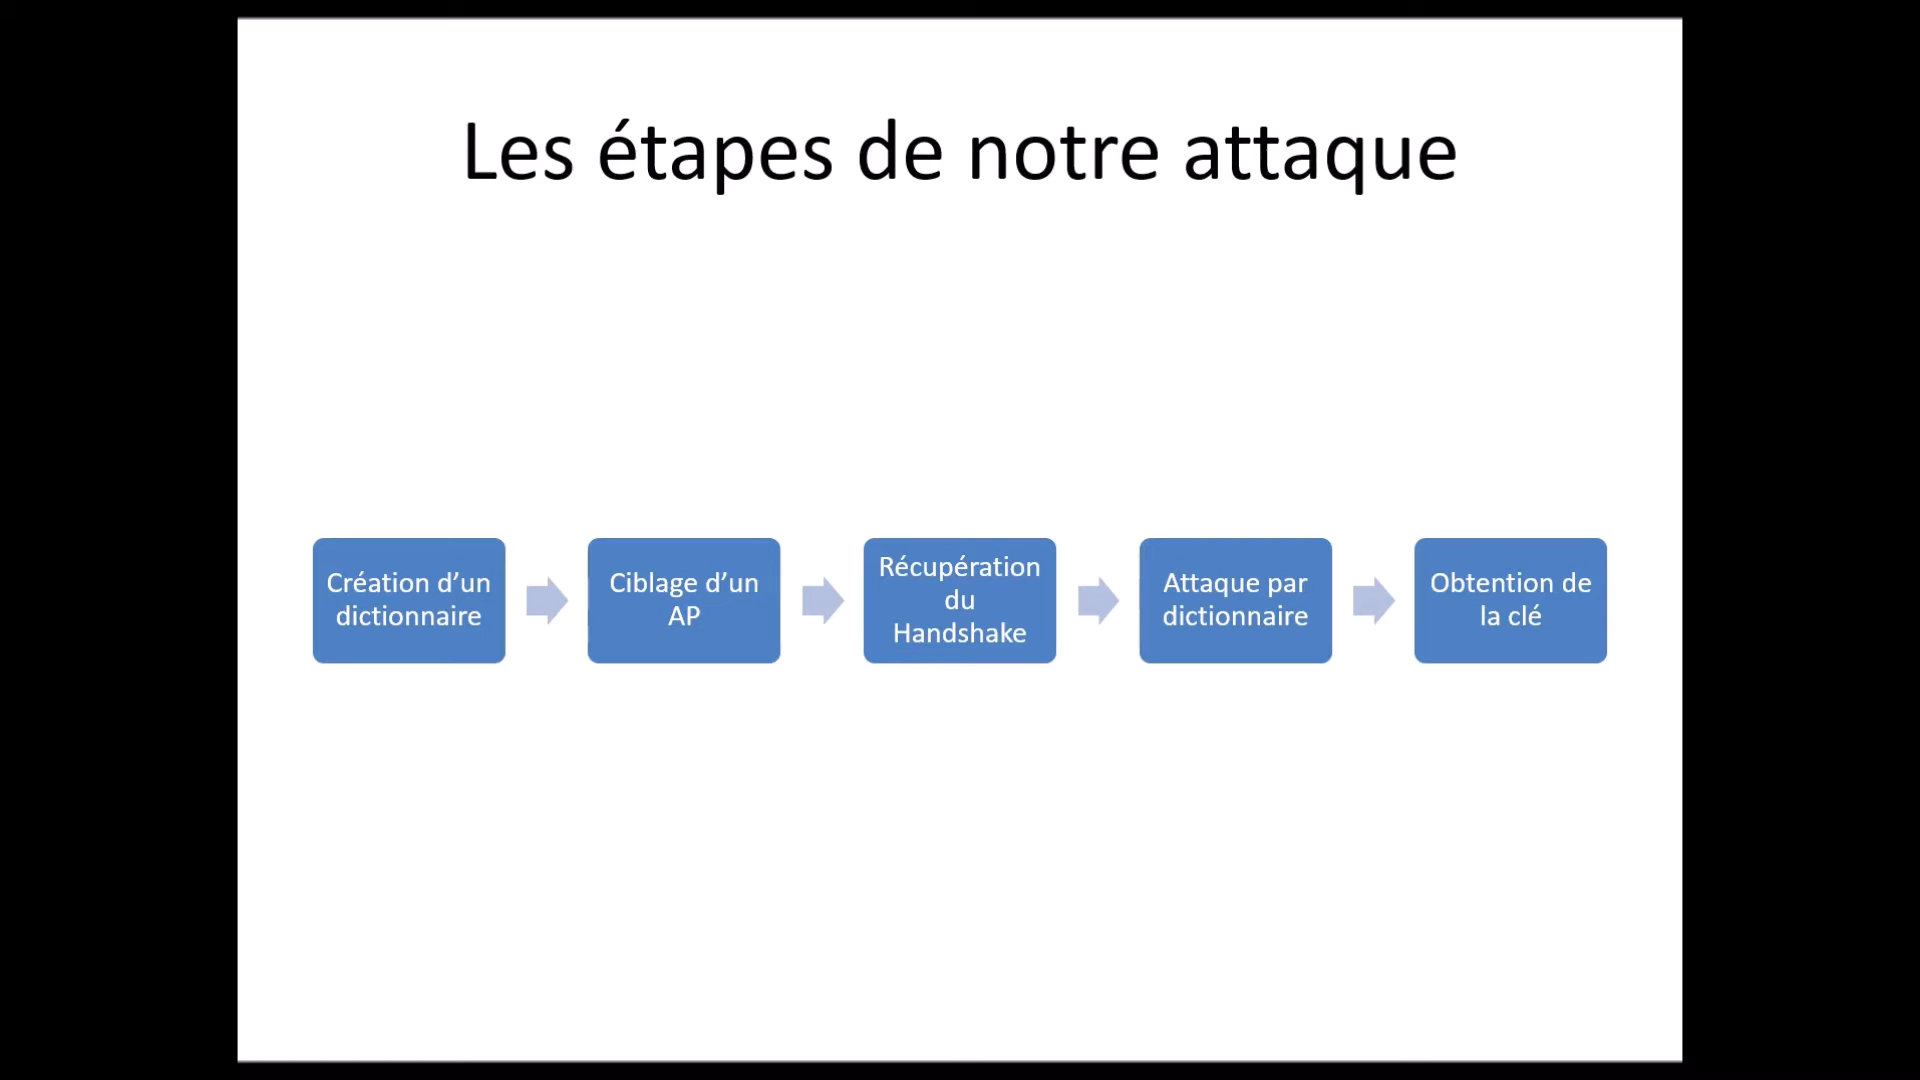 Les étapes de notre attaque
Création d’un
dictionnaire
Ciblage d’un
AP
Récupération
du
Handshake
Attaque par
dictionnaire
Obtention de
la clé